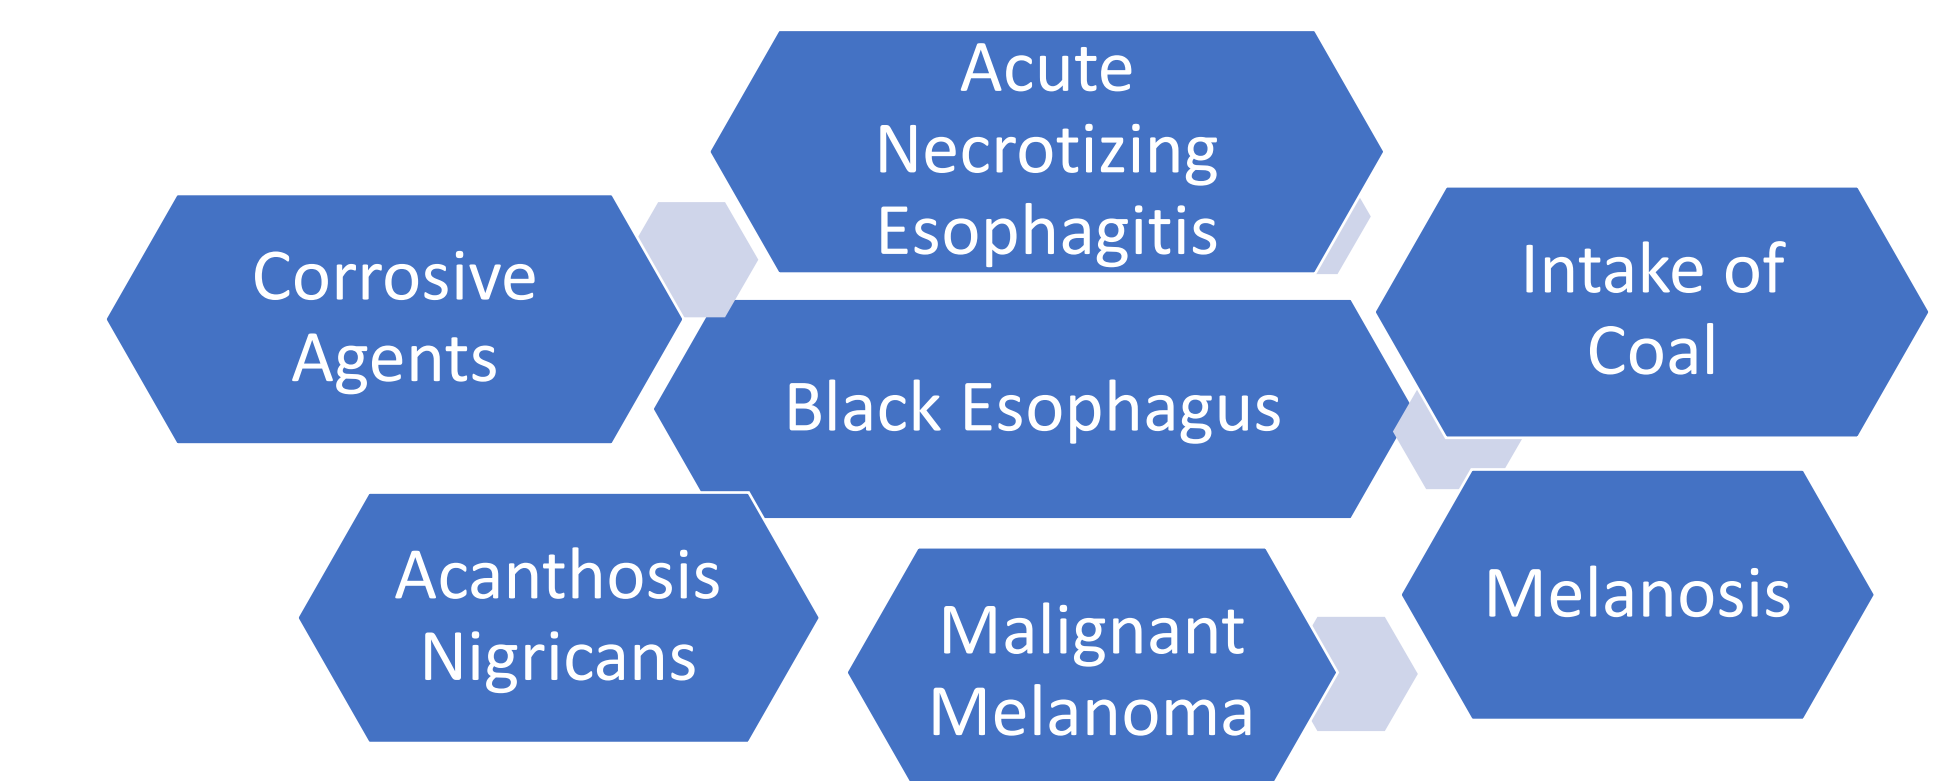 Acute
Necrotizing
Esophagitis
Corrosive
Agents
Intake of
Coal
Black Esophagus
Acanthosis
Nigricans
Malignant
Melanoma
Melanosis